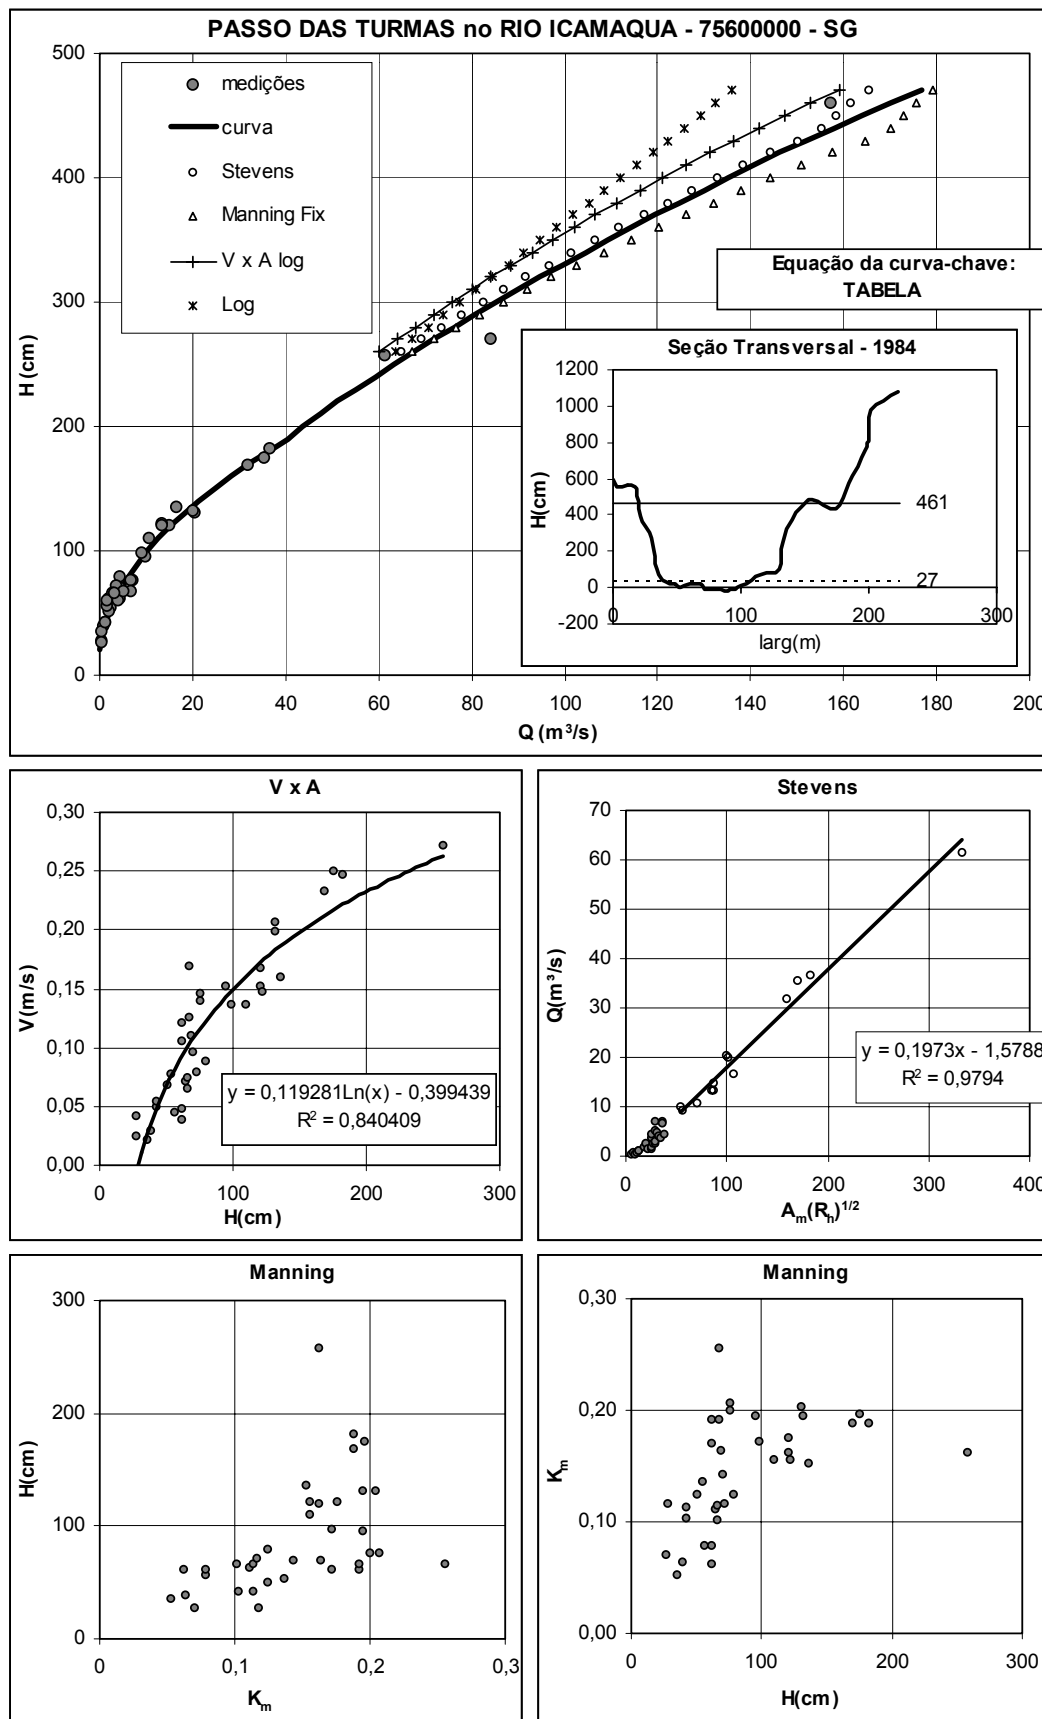 PASSO DAS TURMAS no RIO ICAMAQUA - 75600000 - SG
500
400
300
200
100
0
H(cm)
medições
curva
Stevens
Manning Fix
V x A log
Log
Equação da curva-chave:
TABELA
Seção Transversal - 1984
1200
1000
800
600
400
200
0
-200
H(cm)
461
27
0
100
200
300
larg(m)
0
20
40
60
80
100
120
140
160
180
200
Q (m³/s)
V x A
0,30
0,25
0,20
0,15
0,10
0,05
0,00
V(m/s)
y = 0,119281Ln(x) - 0,399439
R² = 0,840409
0
100
200
300
H(cm)
Stevens
70
60
50
40
30
20
10
0
Q(m³/s)
y = 0,1973x - 1,5788
R² = 0,9794
0
100
200
300
400
Aₘ(Rₕ)¹/²
Manning
300
200
100
0
H(cm)
0
0,1
0,2
0,3
Kₘ
Manning
0,30
0,20
0,10
0,00
Kₘ
0
100
200
300
H(cm)